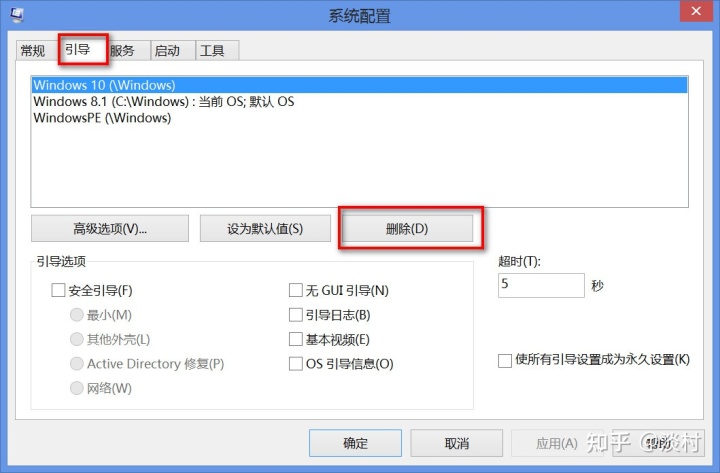 系统配置
常规 引导 服务 启动 工具
Windows 10 (\Windows)
Windows 8.1 (C:\Windows) : 当前 OS; 默认 OS
WindowsPE (\Windows)
高级选项(V)... 设为默认值(S) 删除(D)
引导选项
超时(T):
安全引导(F) 无 GUI 引导(N)
5 秒
最小(M) 引导日志(B)
其他外壳(L) 基本视频(E)
Active Directory 修复(P) OS 引导信息(O)
使所有引导设置成为永久设置(K)
网络(W)
确定 取消 应用(A) 帮助
知乎 @淡村